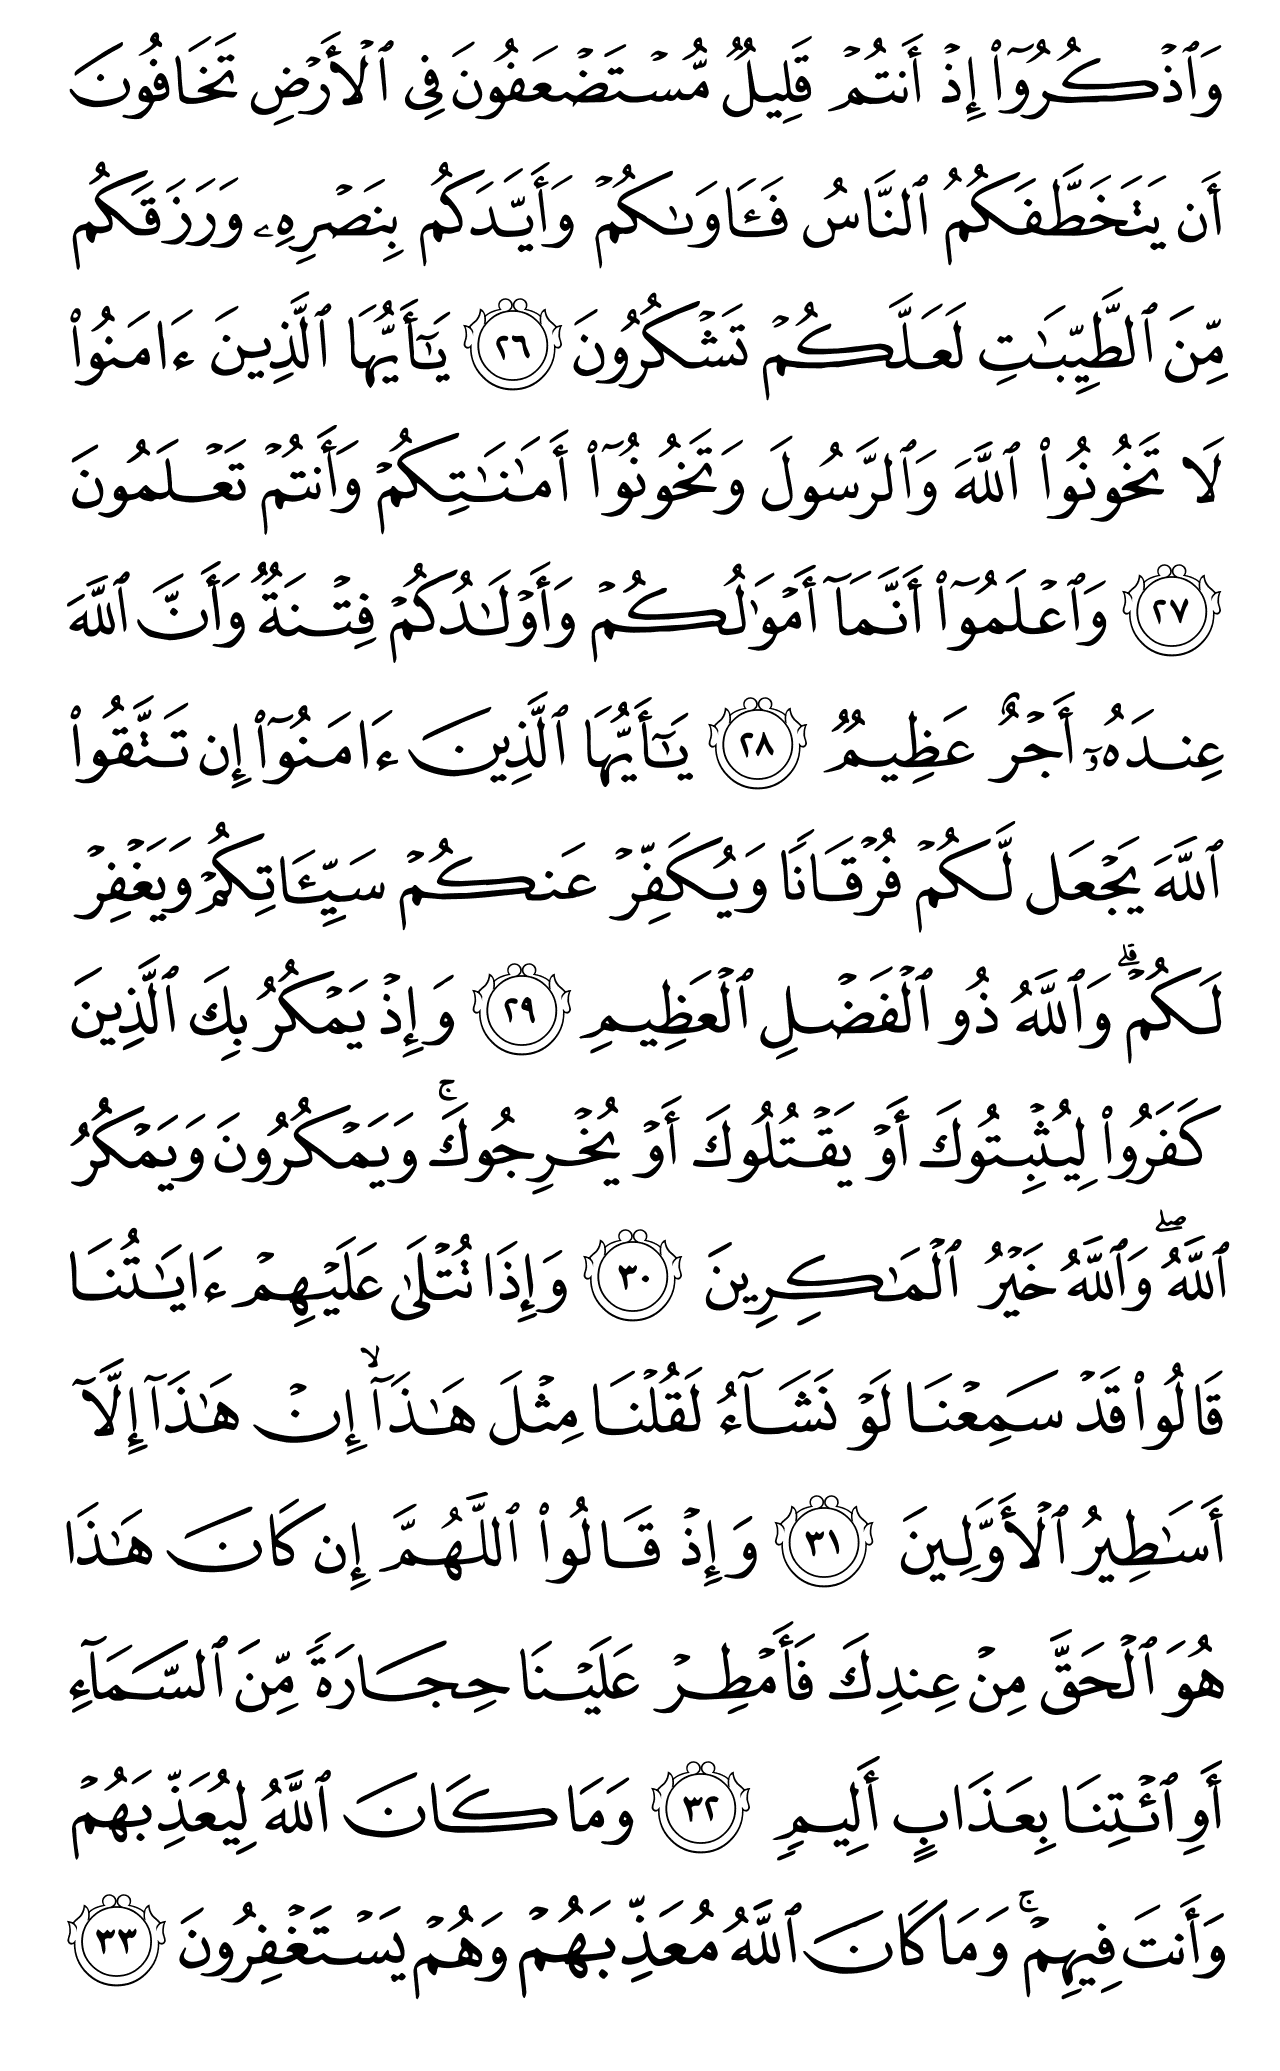 وَٱذۡكُرُوٓاْ إِذۡ أَنتُمۡ قَلِيلٌ مُّسۡتَضۡعَفُونَ فِي ٱلۡأَرۡضِ تَخَافُونَ
أَن يَتَخَطَّفَكُمُ ٱلنَّاسُ فَـَٔاوَىٰكُمۡ وَأَيَّدَكُم بِنَصۡرِهِۦ وَرَزَقَكُم
مِّنَ ٱلطَّيِّبَٰتِ لَعَلَّكُمۡ تَشۡكُرُونَ ٢٦ يَٰٓأَيُّهَا ٱلَّذِينَ ءَامَنُواْ
لَا تَخُونُواْ ٱللَّهَ وَٱلرَّسُولَ وَتَخُونُوٓاْ أَمَٰنَٰتِكُمۡ وَأَنتُمۡ تَعۡلَمُونَ
٢٧ وَٱعۡلَمُوٓاْ أَنَّمَآ أَمۡوَٰلُكُمۡ وَأَوۡلَٰدُكُمۡ فِتۡنَةٌ وَأَنَّ ٱللَّهَ
عِندَهُۥٓ أَجۡرٌ عَظِيمٌ ٢٨ يَٰٓأَيُّهَا ٱلَّذِينَ ءَامَنُوٓاْ إِن تَتَّقُواْ
ٱللَّهَ يَجۡعَل لَّكُمۡ فُرۡقَانًا وَيُكَفِّرۡ عَنكُمۡ سَيِّـَٔاتِكُمۡ وَيَغۡفِرۡ
لَكُمۡۗ وَٱللَّهُ ذُو ٱلۡفَضۡلِ ٱلۡعَظِيمِ ٢٩ وَإِذۡ يَمۡكُرُ بِكَ ٱلَّذِينَ
كَفَرُواْ لِيُثۡبِتُوكَ أَوۡ يَقۡتُلُوكَ أَوۡ يُخۡرِجُوكَۚ وَيَمۡكُرُونَ وَيَمۡكُرُ
ٱللَّهُۖ وَٱللَّهُ خَيۡرُ ٱلۡمَٰكِرِينَ ٣٠ وَإِذَا تُتۡلَىٰ عَلَيۡهِمۡ ءَايَٰتُنَا
قَالُواْ قَدۡ سَمِعۡنَا لَوۡ نَشَآءُ لَقُلۡنَا مِثۡلَ هَٰذَآۙ إِنۡ هَٰذَآ إِلَّآ
أَسَٰطِيرُ ٱلۡأَوَّلِينَ ٣١ وَإِذۡ قَالُواْ ٱللَّهُمَّ إِن كَانَ هَٰذَا
هُوَ ٱلۡحَقَّ مِنۡ عِندِكَ فَأَمۡطِرۡ عَلَيۡنَا حِجَارَةً مِّنَ ٱلسَّمَآءِ
أَوِ ٱئۡتِنَا بِعَذَابٍ أَلِيمٍ ٣٢ وَمَا كَانَ ٱللَّهُ لِيُعَذِّبَهُمۡ
وَأَنتَ فِيهِمۡۚ وَمَا كَانَ ٱللَّهُ مُعَذِّبَهُمۡ وَهُمۡ يَسۡتَغۡفِرُونَ ٣٣